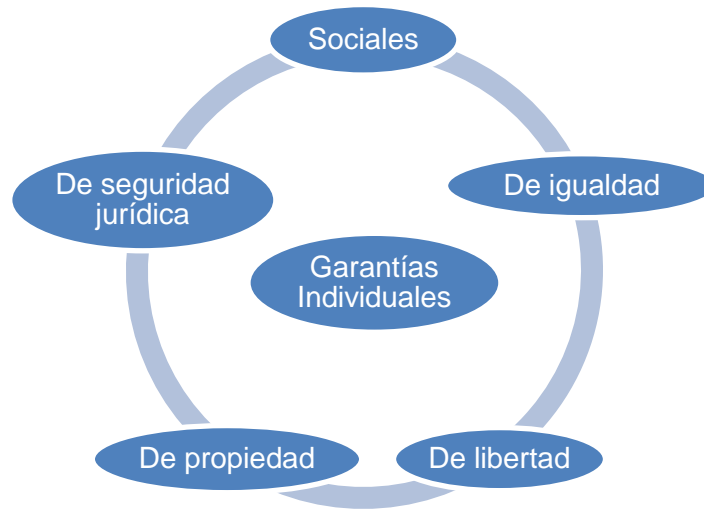 Sociales
De seguridad
jurídica
De igualdad
Garantías
Individuales
De propiedad
De libertad